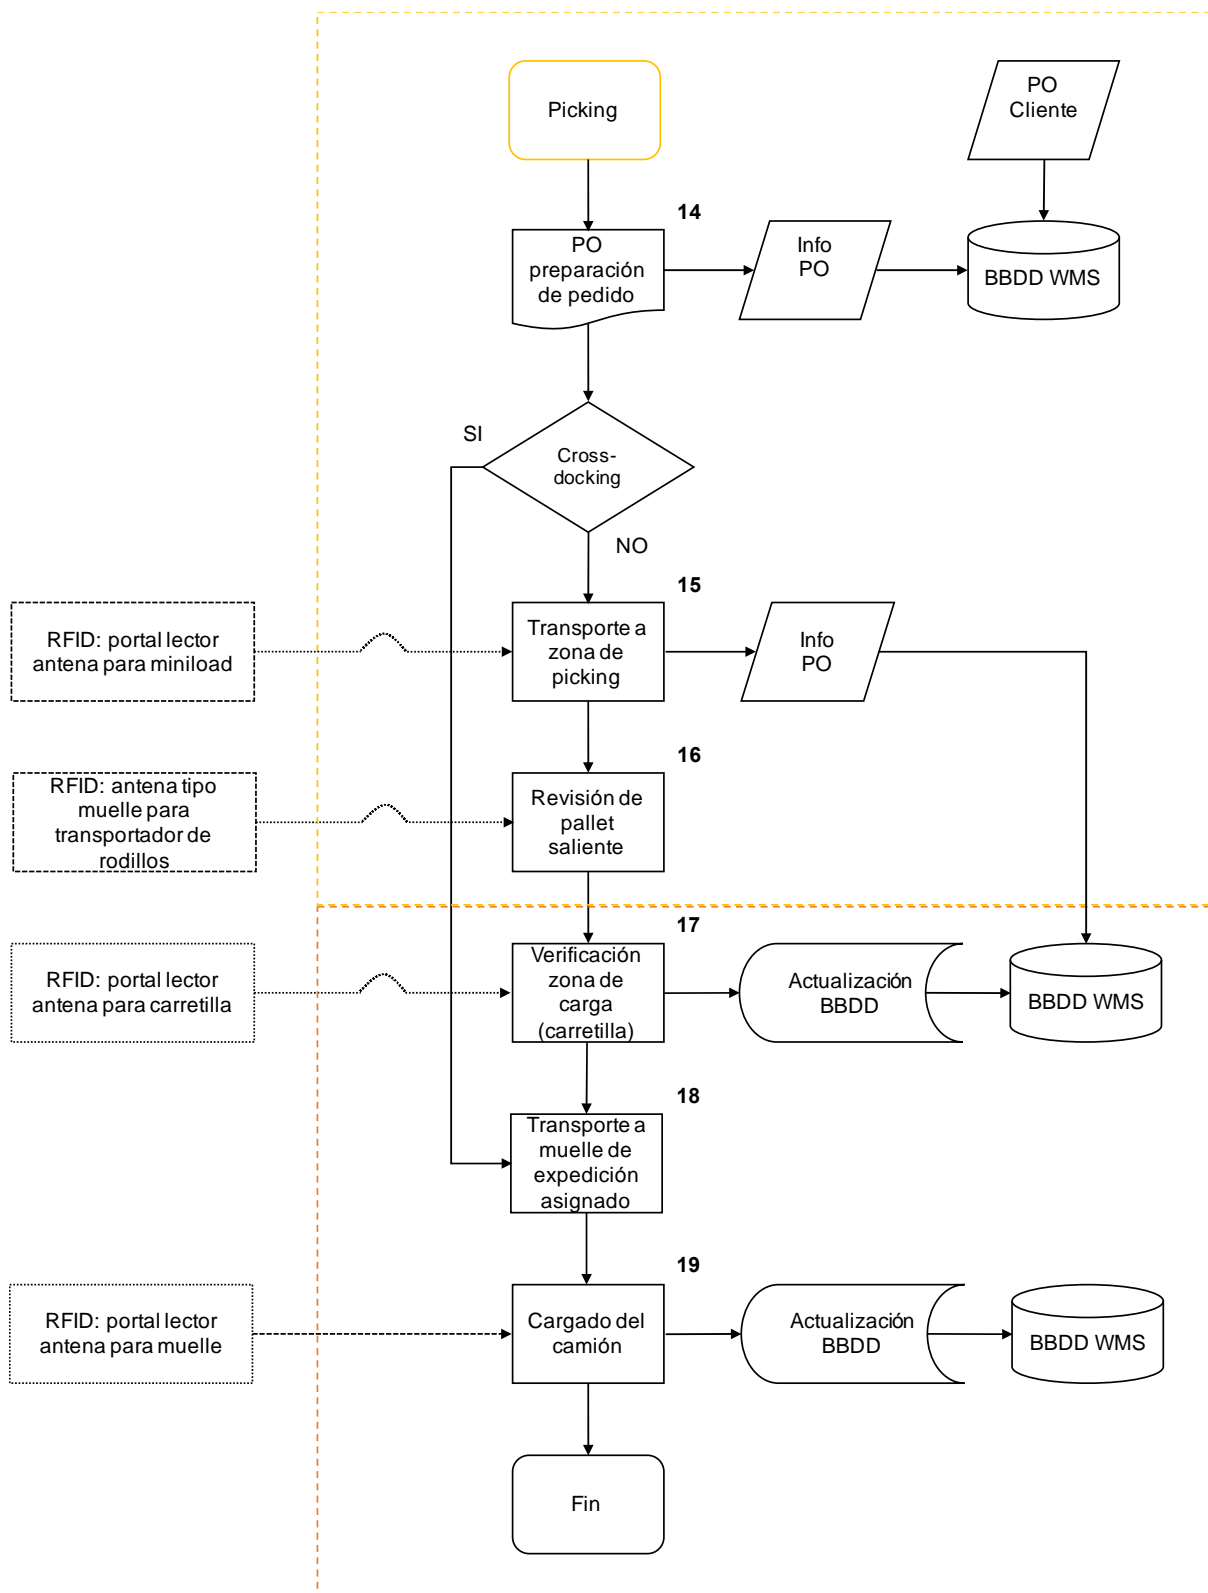 Picking
PO
Cliente
14
PO
preparación
de pedido
Info
PO
BBDD WMS
SI
Cross-
docking
NO
15
RFID: portal lector
antena para miniload
Transporte a
zona de
picking
Info
PO
16
RFID: antena tipo
muelle para
transportador de
rodillos
Revisión de
pallet
saliente
17
RFID: portal lector
antena para carretilla
Verificación
zona de
carga
(carretilla)
Actualización
BBDD
BBDD WMS
18
Transporte a
muelle de
expedición
asignado
19
RFID: portal lector
antena para muelle
Cargado del
camión
Actualización
BBDD
BBDD WMS
Fin